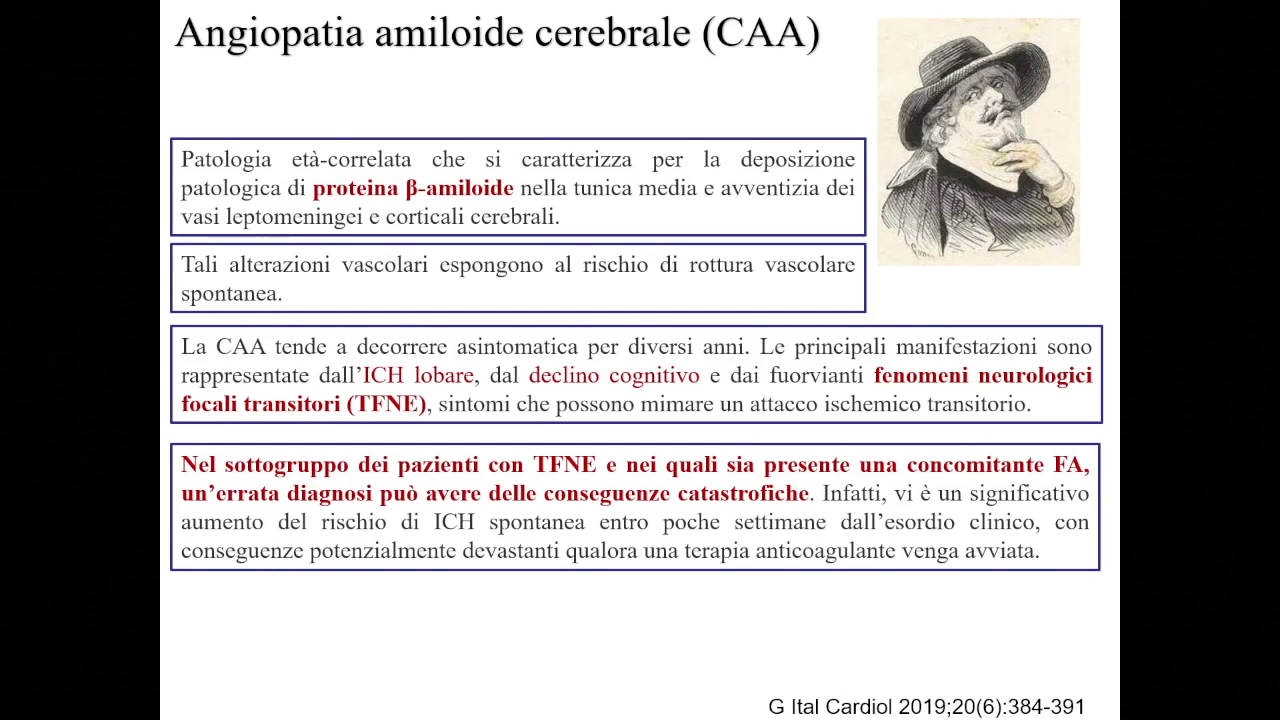 Angiopatia amiloide cerebrale (CAA)
Patologia età-correlata che si caratterizza per la deposizione
patologica di proteina β-amiloide nella tunica media e avventizia dei
vasi leptomeningei e corticali cerebrali.
Tali alterazioni vascolari espongono al rischio di rottura vascolare
spontanea.
La CAA tende a decorrere asintomatica per diversi anni. Le principali manifestazioni sono
rappresentate dall’ICH lobare, dal declino cognitivo e dai fuorvianti fenomeni neurologici
focali transitori (TFNE), sintomi che possono mimare un attacco ischemico transitorio.
Nel sottogruppo dei pazienti con TFNE e nei quali sia presente una concomitante FA,
un’errata diagnosi può avere delle conseguenze catastrofiche. Infatti, vi è un significativo
aumento del rischio di ICH spontanea entro poche settimane dall’esordio clinico, con
conseguenze potenzialmente devastanti qualora una terapia anticoagulante venga avviata.
G Ital Cardiol 2019;20(6):384-391